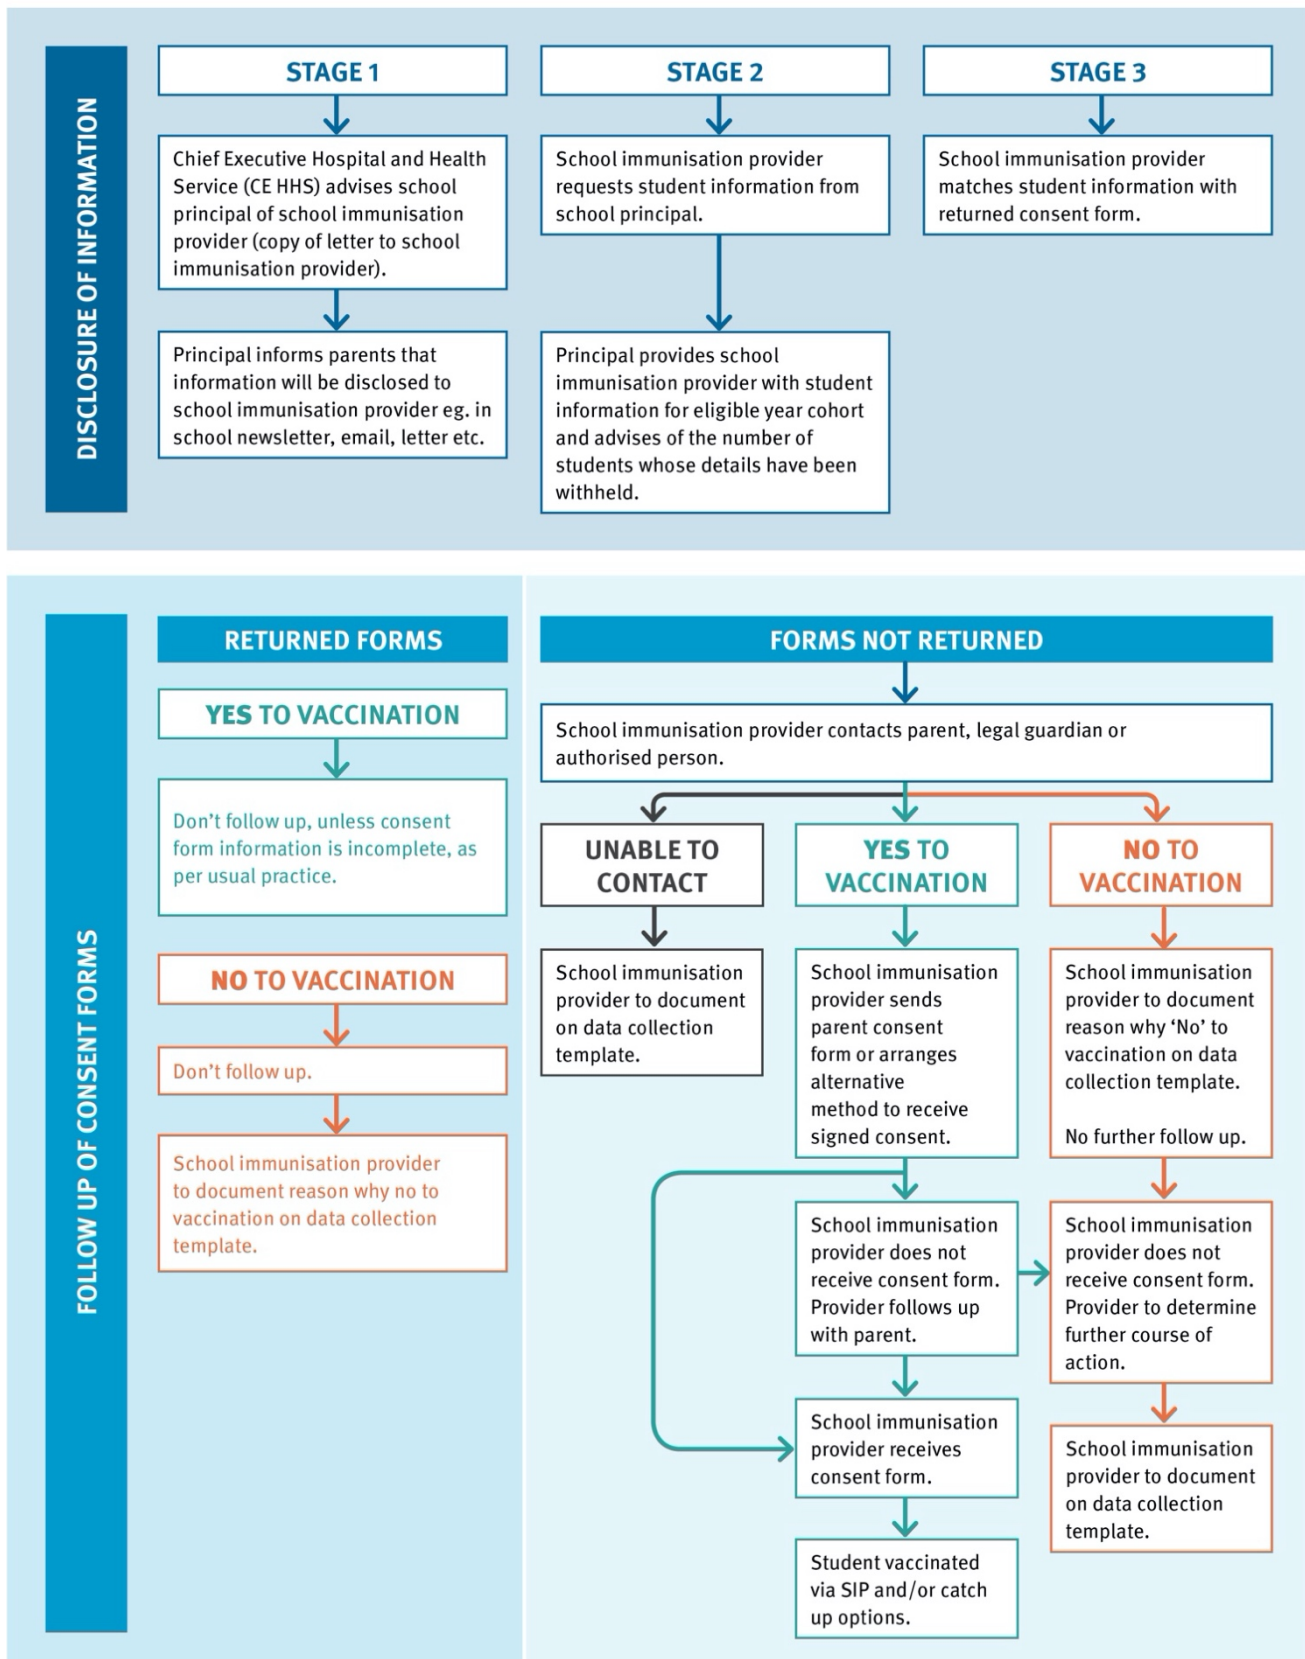 DISCLOSURE OF INFORMATION
STAGE 1
Chief Executive Hospital and Health
Service (CE HHS) advises school
principal of school immunisation
provider (copy of letter to school
immunisation provider).
Principal informs parents that
information will be disclosed to
school immunisation provider eg. in
school newsletter, email, letter etc.
STAGE 2
School immunisation provider
requests student information from
school principal.
Principal provides school
immunisation provider with student
information for eligible year cohort
and advises of the number of
students whose details have been
withheld.
STAGE 3
School immunisation provider
matches student information with
returned consent form.
FOLLOW UP OF CONSENT FORMS
RETURNED FORMS
YES TO VACCINATION
Don’t follow up, unless consent
form information is incomplete, as
per usual practice.
NO TO VACCINATION
Don’t follow up.
School immunisation provider
to document reason why no to
vaccination on data collection
template.
FORMS NOT RETURNED
School immunisation provider contacts parent, legal guardian or
authorised person.
UNABLE TO
CONTACT
School immunisation
provider to document
on data collection
template.
YES TO
VACCINATION
School immunisation
provider sends
parent consent
form or arranges
alternative
method to receive
signed consent.
School immunisation
provider does not
receive consent form.
Provider follows up
with parent.
School immunisation
provider receives
consent form.
Student vaccinated
via SIP and/or catch
up options.
NO TO
VACCINATION
School immunisation
provider to document
reason why ‘No’ to
vaccination on data
collection template.
No further follow up.
School immunisation
provider does not
receive consent form.
Provider to determine
further course of
action.
School immunisation
provider to document
on data collection
template.